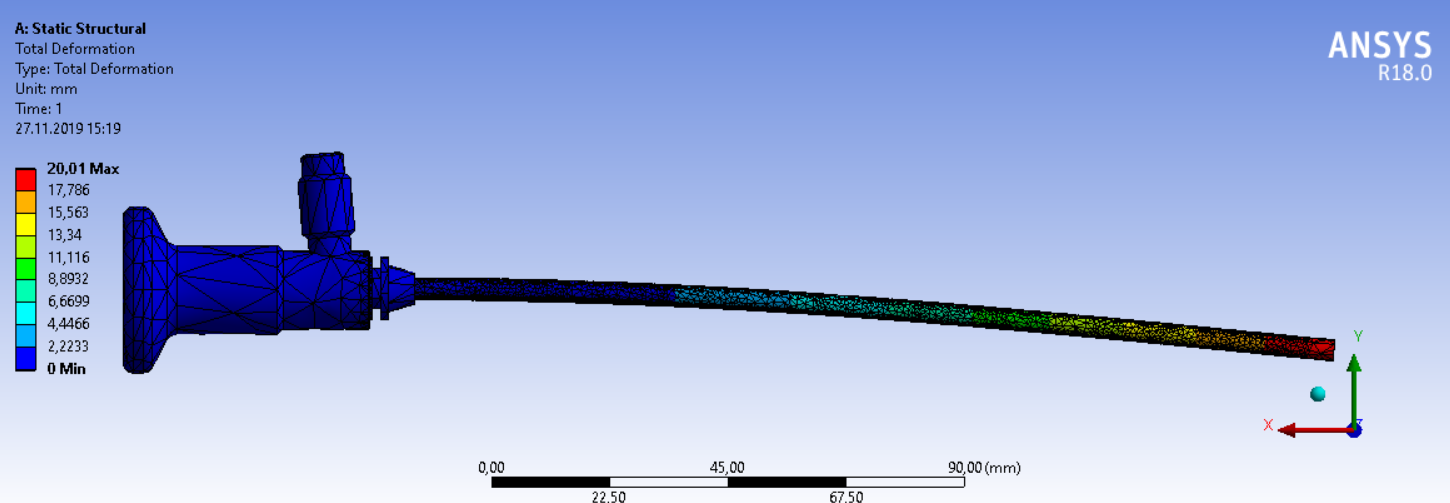 A: Static Structural
Total Deformation
Type: Total Deformation
Unit: mm
Time: 1
27.11.2019 15:19
ANSYS
R18.0
20,01 Max
17,786
15,563
13,34
11,116
8,8932
6,6699
4,4466
2,2233
0 Min
Y
X
Z
0,00 45,00 90,00 (mm)
22.50 67.50